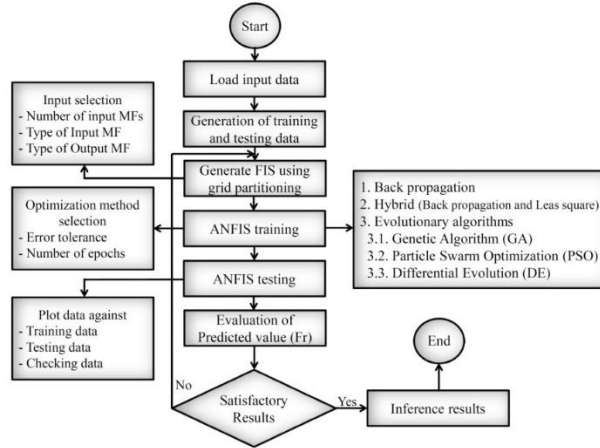 Start
Load input data
Generation of training
and testing data
Input selection
- Number of input MFs
- Type of Input MF
- Type of Output MF
Generate FIS using
grid partitioning
Optimization method
selection
- Error tolerance
- Number of epochs
ANFIS training
1. Back propagation
2. Hybrid (Back propagation and Leas square)
3. Evolutionary algorithms
3.1. Genetic Algorithm (GA)
3.2. Particle Swarm Optimization (PSO)
3.3. Differential Evolution (DE)
ANFIS testing
Plot data against
- Training data
- Testing data
- Checking data
Evaluation of
Predicted value (Fr)
No
Satisfactory
Results
Yes
Inference results
End